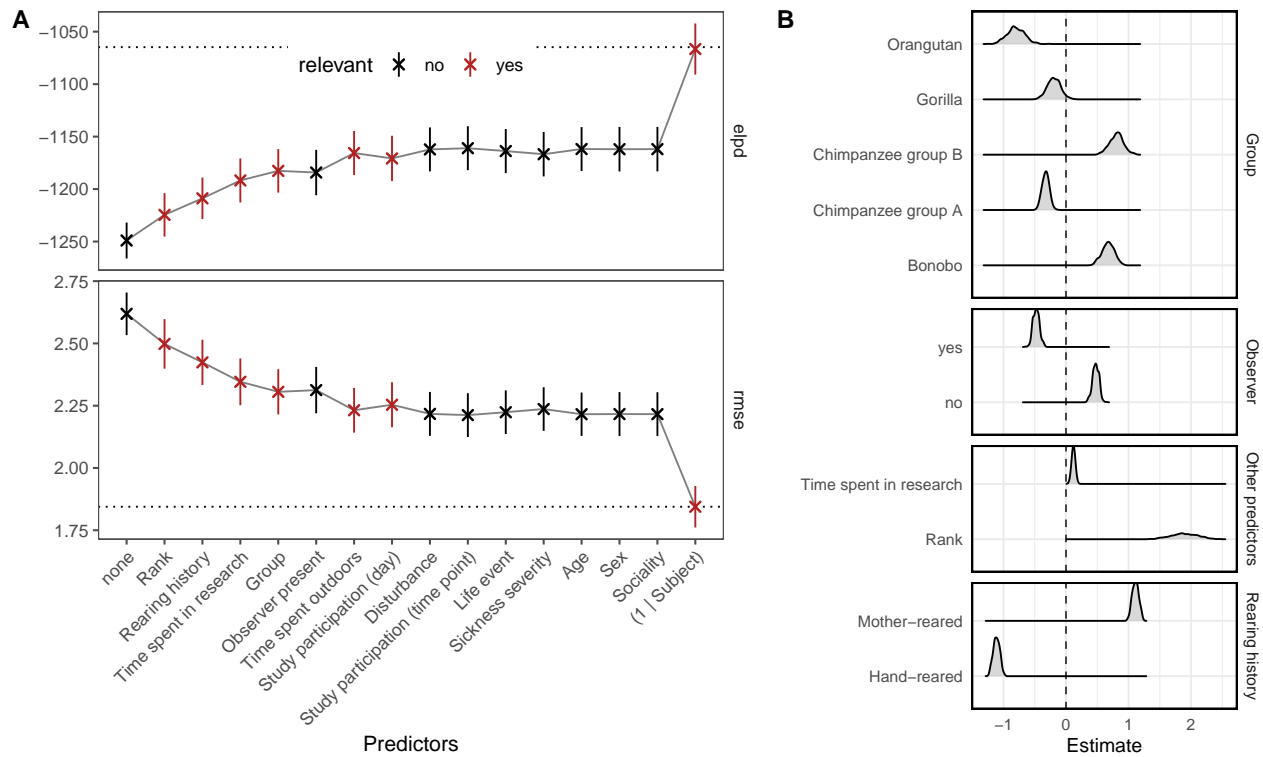 A
−1050
−1100
−1150
−1200
−1250
relevant no yes
elpd
2.75
2.50
2.25
2.00
1.75
rmse
none
Rank
Rearing history
Time spent in research
Group
Observer present
Time spent outdoors
Study participation (day)
Disturbance
Study participation (time point)
Life event
Sickness severity
Age
Sex
Sociality
(1 | Subject)
Predictors
B
Orangutan
Gorilla
Chimpanzee group B
Chimpanzee group A
Bonobo
Group
yes
no
Observer
Time spent in research
Rank
Other predictors
Mother−reared
Hand−reared
Rearing history
−1 0 1 2
Estimate